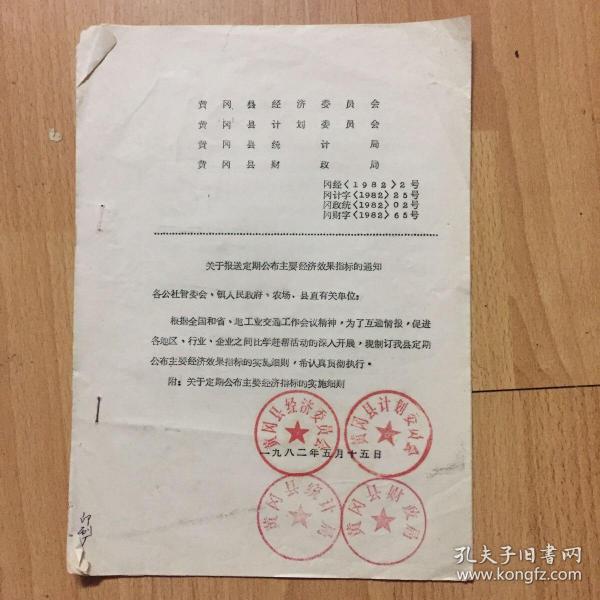 黄冈县经济委员会
黄冈县计划委员会
黄冈县统计局
黄冈县财政局
冈经〈1982〉2号
冈计字〈1982〉25号
冈政统〈1982〉02号
冈财字〈1982〉65号
关于报送定期公布主要经济效果指标的通知
各公社管委会、镇人民政府、农场、县直有关单位：
根据全国和省、地工业交通工作会议精神，为了互通情报，促进
各地区、行业、企业之间比学赶帮活动的深入开展，现制订我县定期
公布主要经济效果指标的实施细则，希认真贯彻执行。
附：关于定期公布主要经济指标的实施细则
黄冈县经济委员会
黄冈县计划委员会
一九八二年五月十五日
黄冈县统计局
黄冈县财政局
孔夫子旧书网
www.kongfz.com